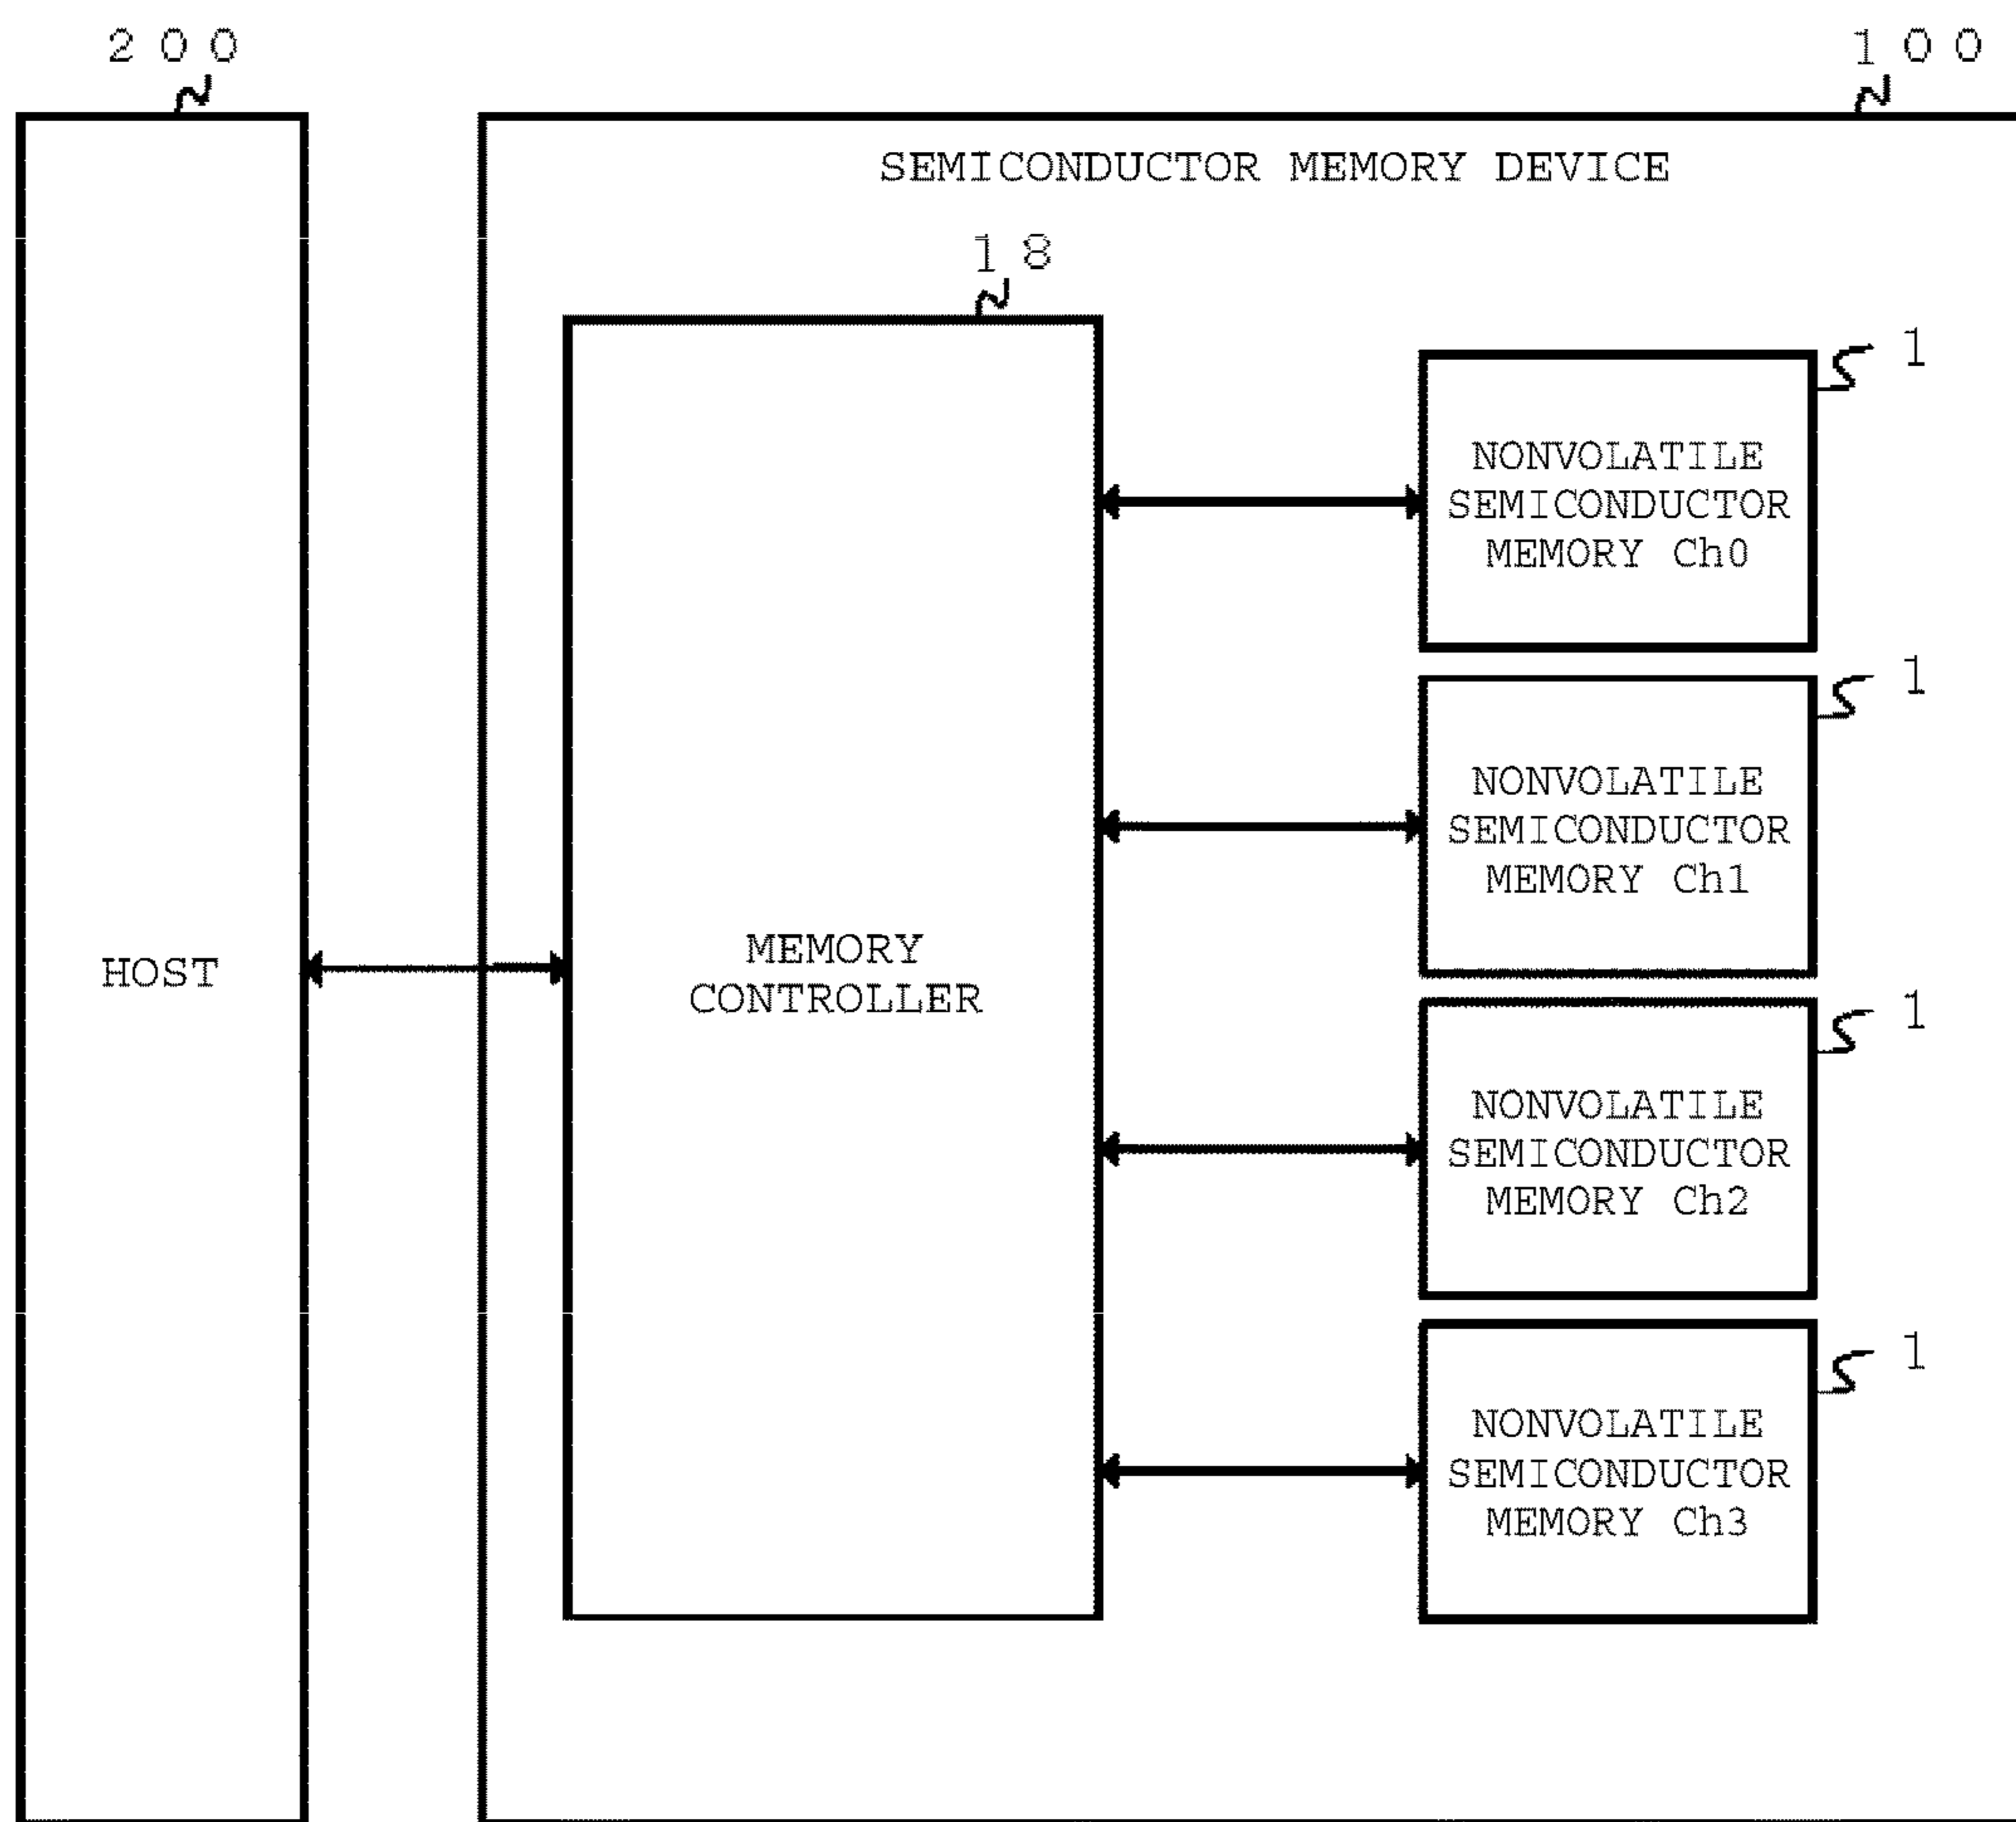 200
100
SEMICONDUCTOR MEMORY DEVICE
18
1
NONVOLATILE
SEMICONDUCTOR
MEMORY Ch0
1
NONVOLATILE
SEMICONDUCTOR
MEMORY Ch1
HOST
MEMORY
CONTROLLER
1
NONVOLATILE
SEMICONDUCTOR
MEMORY Ch2
1
NONVOLATILE
SEMICONDUCTOR
MEMORY Ch3